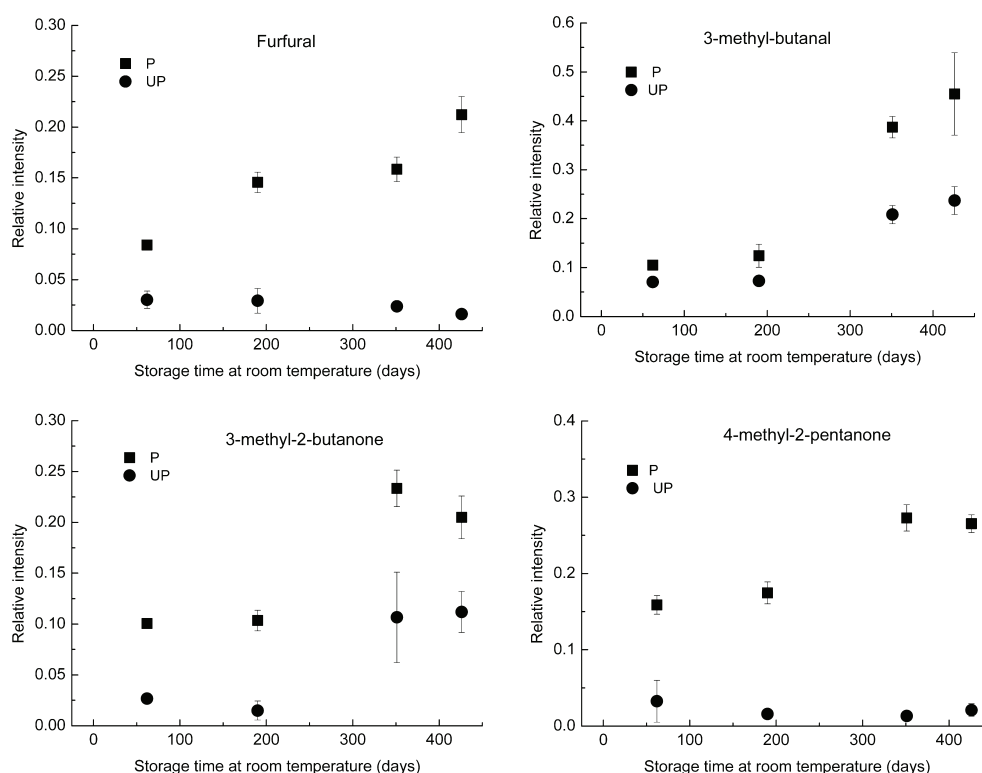 Furfural
P
UP
0.30
0.25
0.20
0.15
0.10
0.05
0.00
Relative intensity
0 100 200 300 400
Storage time at room temperature (days)
3-methyl-butanal
P
UP
0.6
0.5
0.4
0.3
0.2
0.1
0.0
Relative intensity
0 100 200 300 400
Storage time at room temperature (days)
3-methyl-2-butanone
P
UP
0.30
0.25
0.20
0.15
0.10
0.05
0.00
Relative intensity
0 100 200 300 400
Storage time at room temperature (days)
4-methyl-2-pentanone
P
UP
0.4
0.3
0.2
0.1
0.0
Relative intensity
0 100 200 300 400
Storage time at room temperature (days)